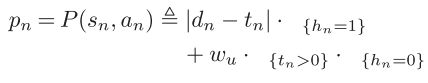 pₙ = P(sₙ, aₙ) ≜ |dₙ − tₙ| · {hₙ=1}
+ wᵤ · {tₙ>0} · {hₙ=0}